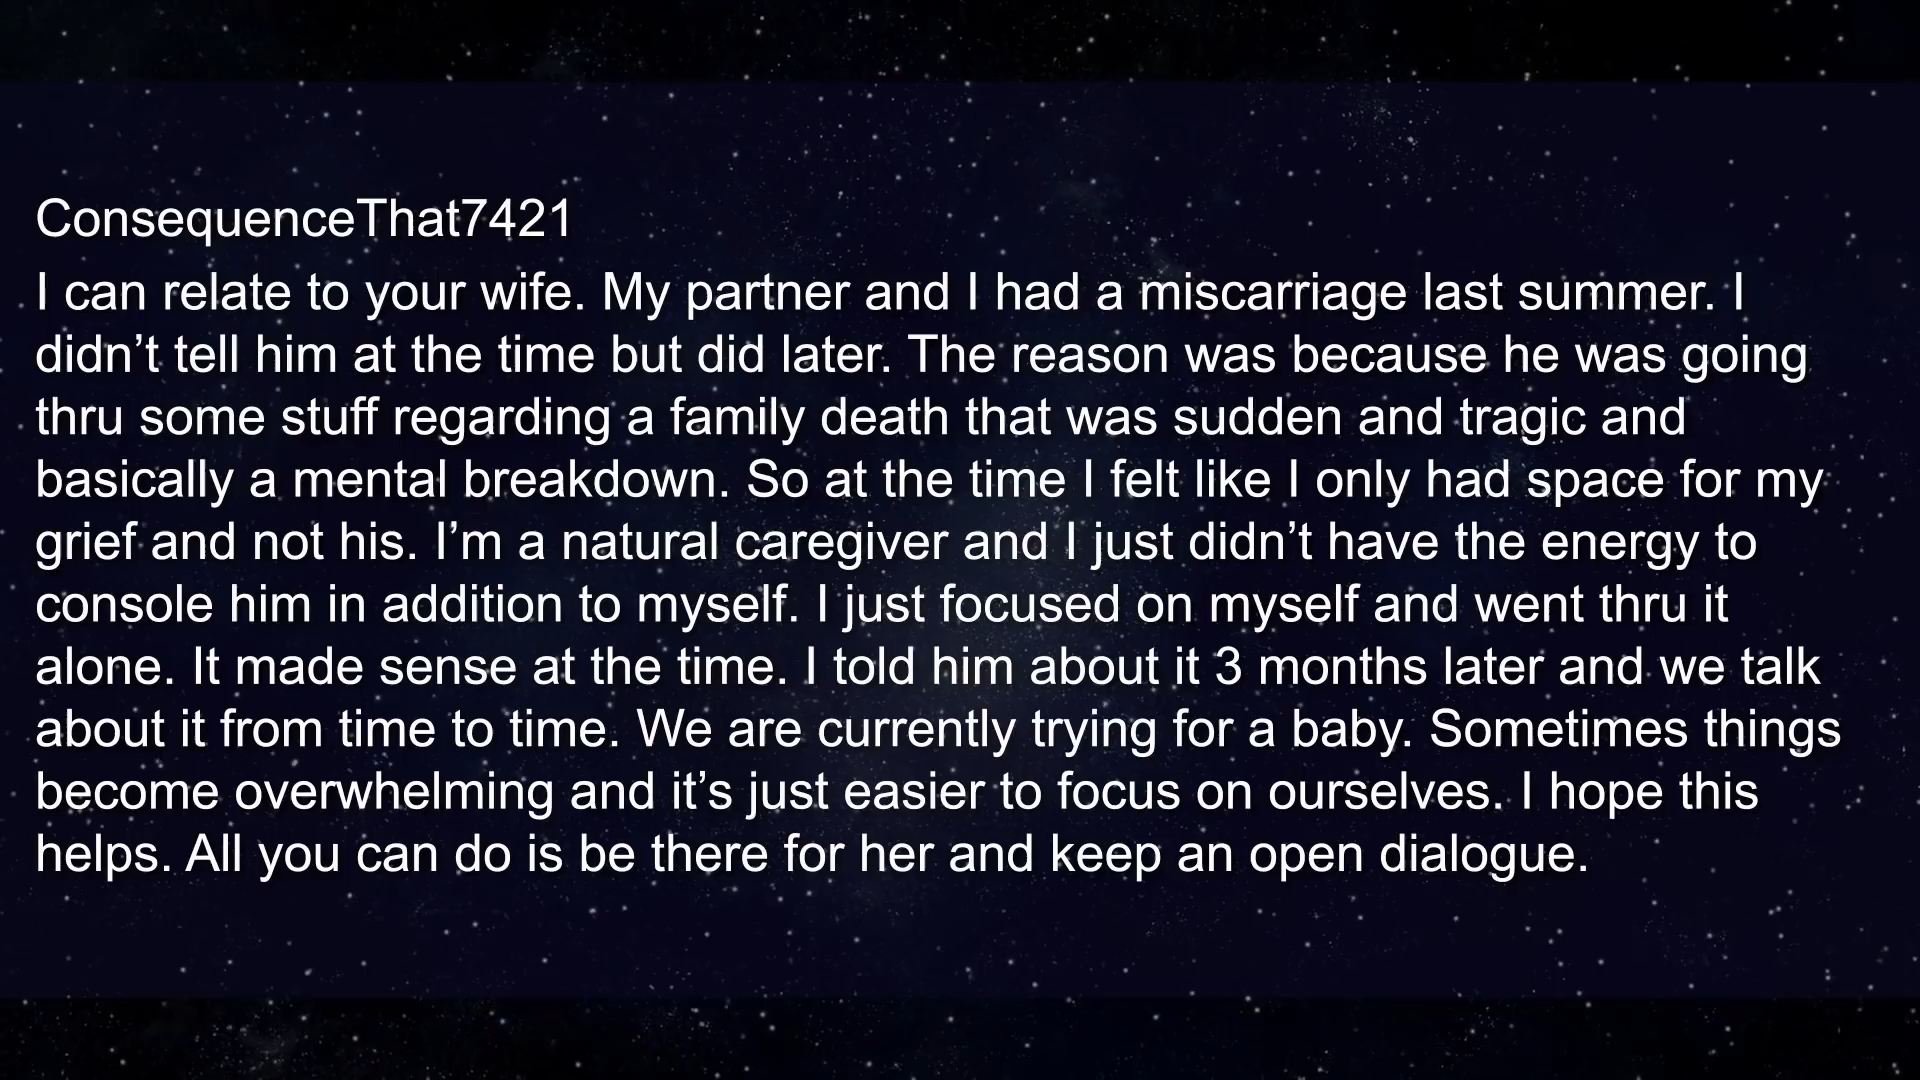 ConsequenceThat7421
I can relate to your wife. My partner and I had a miscarriage last summer. I
didn’t tell him at the time but did later. The reason was because he was going
thru some stuff regarding a family death that was sudden and tragic and
basically a mental breakdown. So at the time I felt like I only had space for my
grief and not his. I’m a natural caregiver and I just didn’t have the energy to
console him in addition to myself. I just focused on myself and went thru it
alone. It made sense at the time. I told him about it 3 months later and we talk
about it from time to time. We are currently trying for a baby. Sometimes things
become overwhelming and it’s just easier to focus on ourselves. I hope this
helps. All you can do is be there for her and keep an open dialogue.